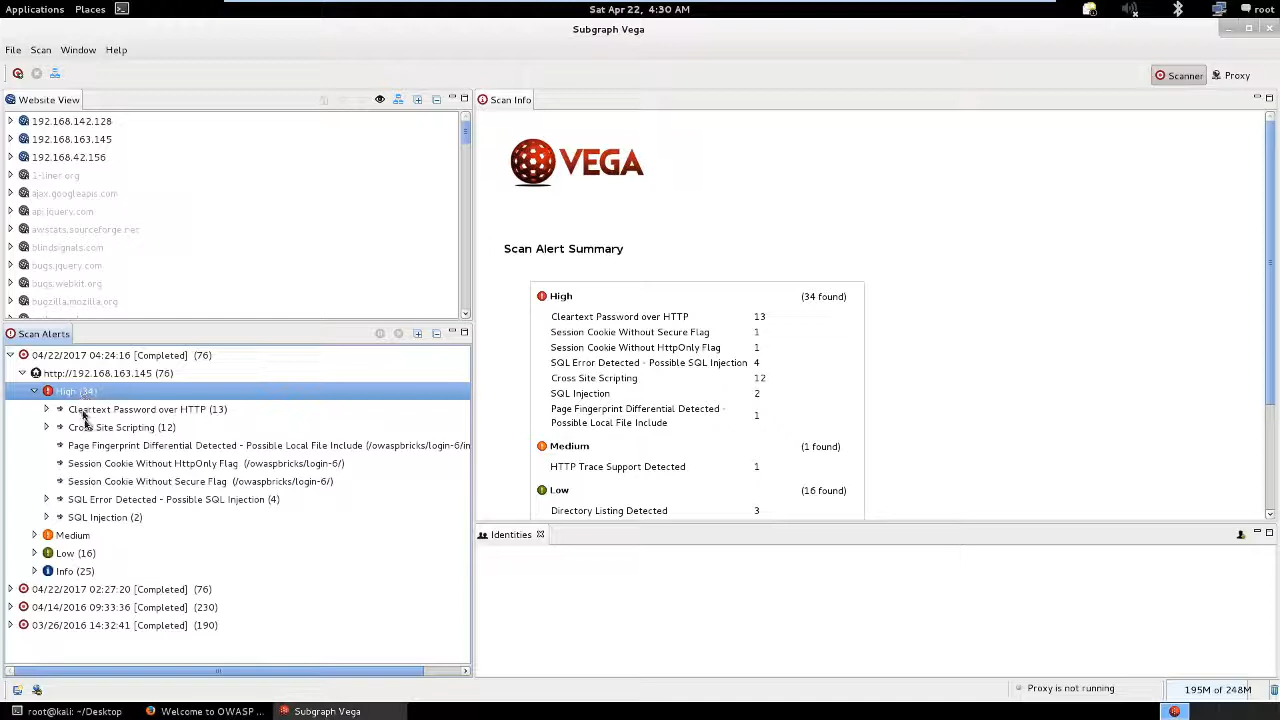 Applications Places Sat Apr 22, 4:30 AM root
Subgraph Vega
File Scan Window Help
Scanner Proxy
Website View
192.168.142.128
192.168.163.145
192.168.42.156
1-liner.org
ajax.googleapis.com
api.jquery.com
awstats.sourceforge.net
blindsignals.com
bugs.jquery.com
bugs.webkit.org
bugzilla.mozilla.org
Scan Alerts
04/22/2017 04:24:16 [Completed] (76)
http://192.168.163.145 (76)
High (34)
Cleartext Password over HTTP (13)
Cross Site Scripting (12)
Page Fingerprint Differential Detected - Possible Local File Include (/owaspbricks/login-6/in
Session Cookie Without HttpOnly Flag (/owaspbricks/login-6/)
Session Cookie Without Secure Flag (/owaspbricks/login-6/)
SQL Error Detected - Possible SQL Injection (4)
SQL Injection (2)
Medium
Low (16)
Info (25)
04/22/2017 02:27:20 [Completed] (76)
04/14/2016 09:33:36 [Completed] (230)
03/26/2016 14:32:41 [Completed] (190)
Scan Info
VEGA
Scan Alert Summary
High (34 found)
Cleartext Password over HTTP 13
Session Cookie Without Secure Flag 1
Session Cookie Without HttpOnly Flag 1
SQL Error Detected - Possible SQL Injection 4
Cross Site Scripting 12
SQL Injection 2
Page Fingerprint Differential Detected -
Possible Local File Include 1
Medium (1 found)
HTTP Trace Support Detected 1
Low (16 found)
Directory Listing Detected 3
Identities
Proxy is not running 195M of 248M
root@kali: ~/Desktop Welcome to OWASP ... Subgraph Vega